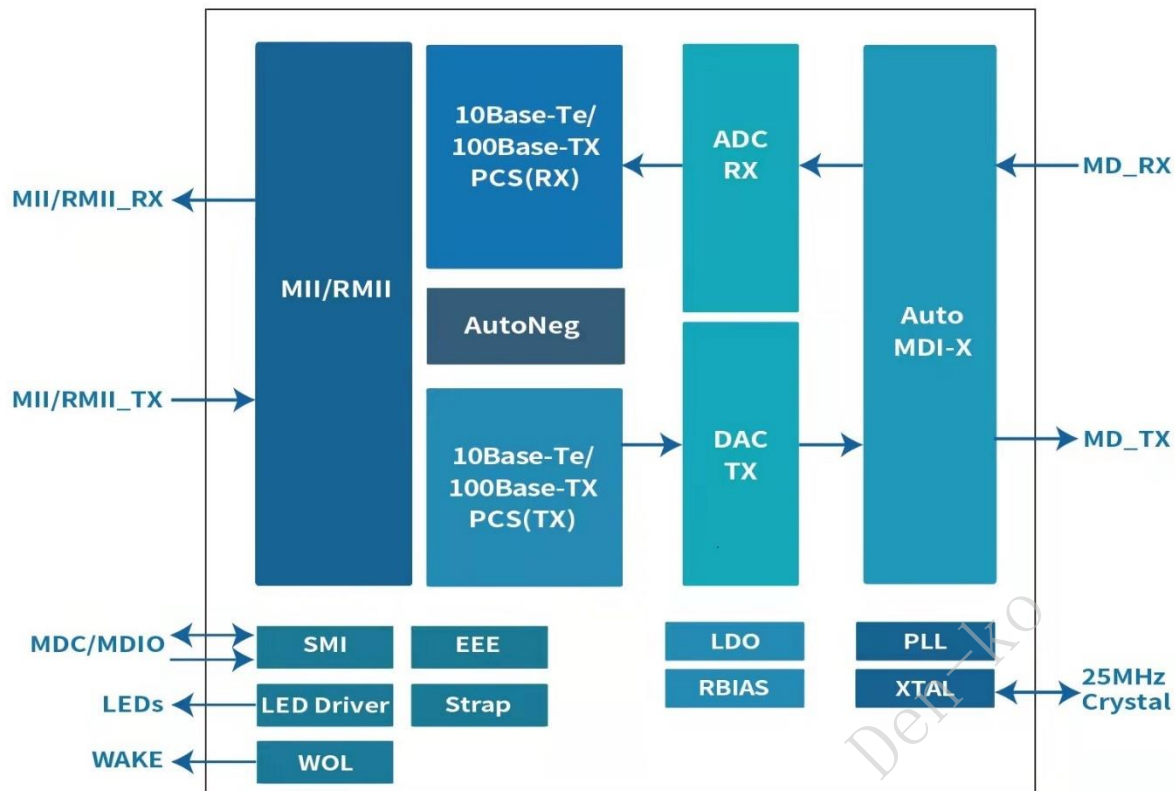 10Base-Te/
100Base-TX
PCS(RX)
ADC
RX
MD_RX
MII/RMII_RX
MII/RMII
AutoNeg
Auto
MDI-X
MII/RMII_TX
10Base-Te/
100Base-TX
PCS(TX)
DAC
TX
MD_TX
MDC/MDIO
SMI
EEE
LDO
PLL
LEDs
LED Driver
Strap
RBIAS
XTAL
25MHz
Crystal
WAKE
WOL
Den-ko